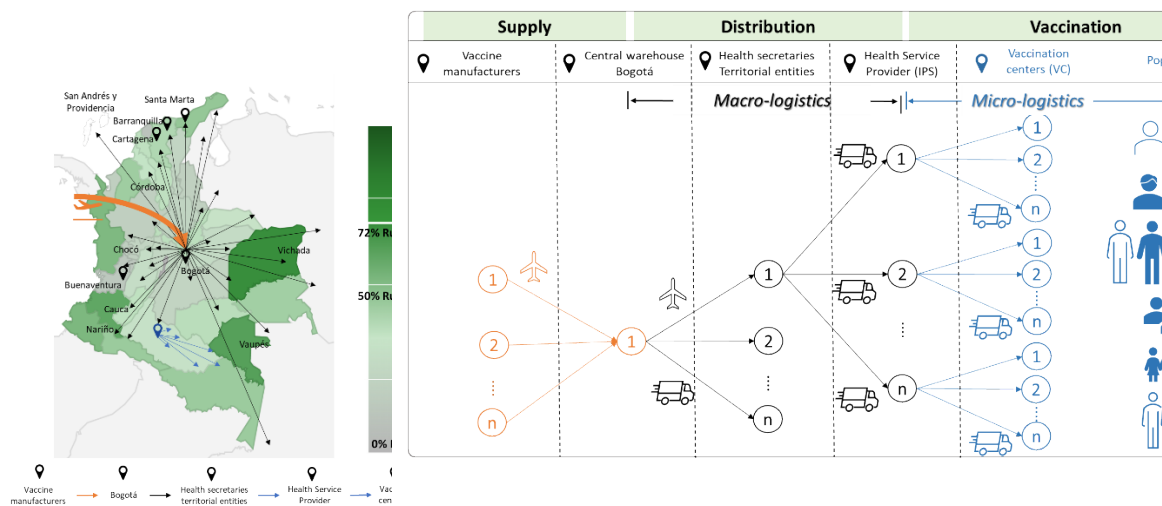 San Andrés y
Providencia
Santa Marta
Barranquilla
Cartagena
Córdoba
Chocó
Vichada
Bogotá
Buenaventura
Cauca
Nariño
Vaupés
72% Ru
50% Ru
0%
Vaccine
manufacturers
Bogotá
Health secretaries
territorial entities
Health Service
Provider
Vacc
cent
Supply
Distribution
Vaccination
Vaccine
manufacturers
Central warehouse
Bogotá
Health secretaries
Territorial entities
Health Service
Provider (IPS)
Vaccination
centers (VC)
Pop
Macro-logistics
Micro-logistics
1
2
n
1
1
2
n
1
2
n
1
2
n
1
2
n
1
2
n